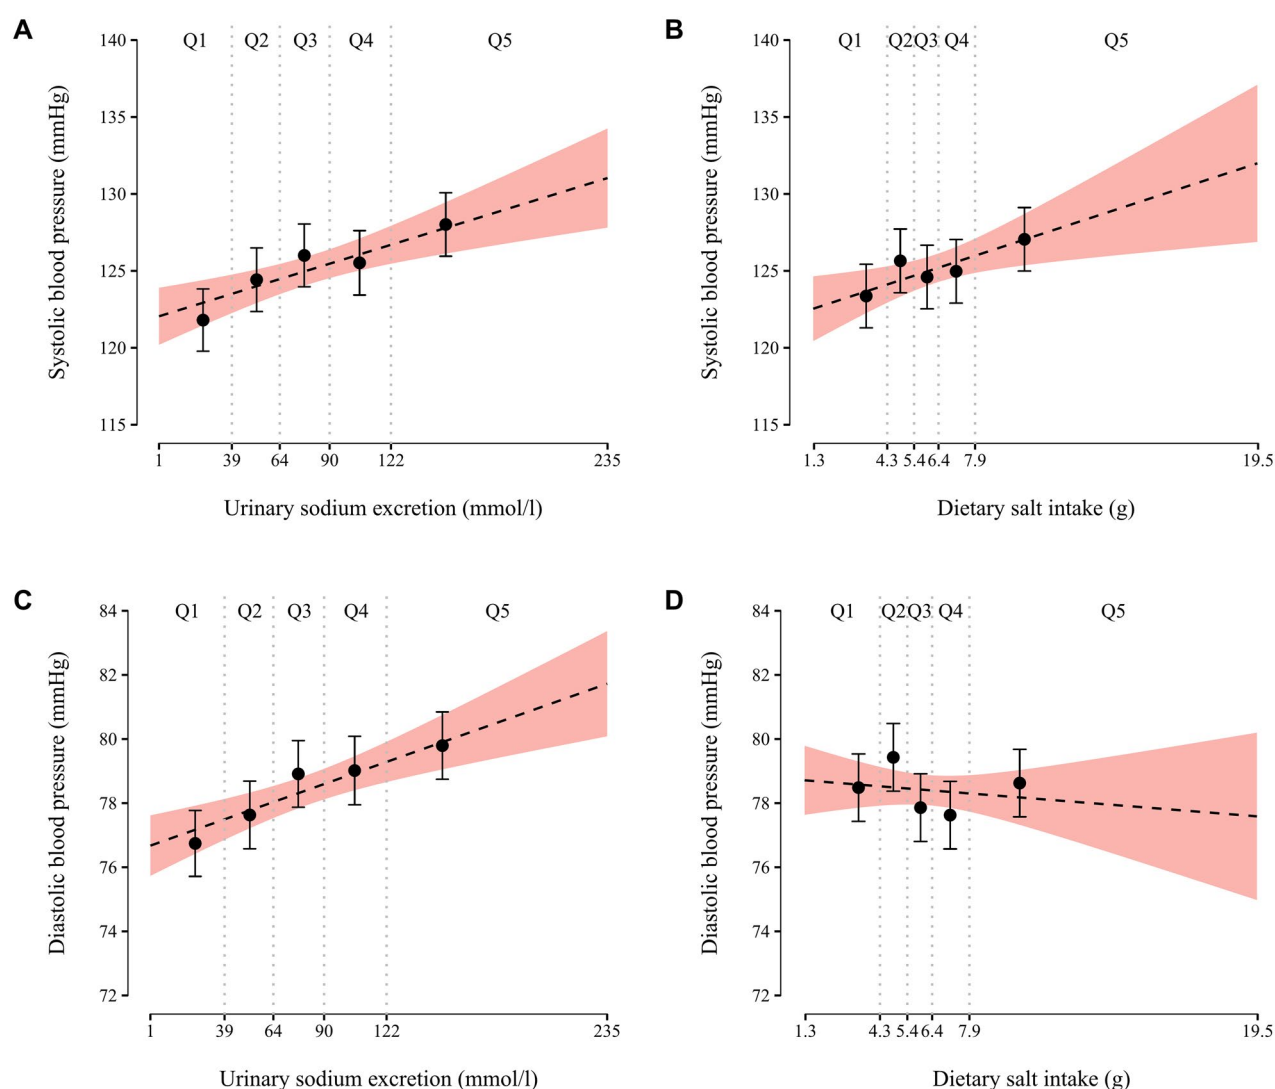 A
Q1 Q2 Q3 Q4 Q5
140
135
130
125
120
115
Systolic blood pressure (mmHg)
1 39 64 90 122 235
Urinary sodium excretion (mmol/l)
B
Q1 Q2 Q3 Q4 Q5
140
135
130
125
120
115
Systolic blood pressure (mmHg)
1.3 4.3 5.4 6.4 7.9 19.5
Dietary salt intake (g)
C
Q1 Q2 Q3 Q4 Q5
84
82
80
78
76
74
72
Diastolic blood pressure (mmHg)
1 39 64 90 122 235
Urinary sodium excretion (mmol/l)
D
Q1 Q2 Q3 Q4 Q5
84
82
80
78
76
74
72
Diastolic blood pressure (mmHg)
1.3 4.3 5.4 6.4 7.9 19.5
Dietary salt intake (g)